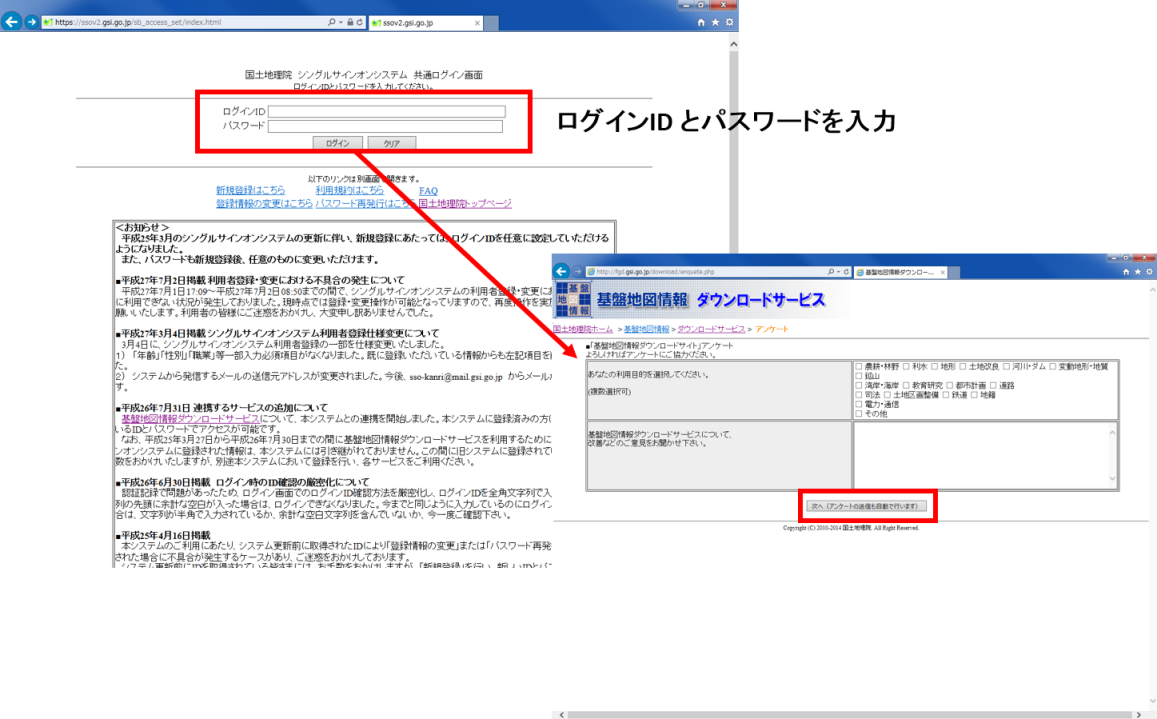 https://ssov2.gsi.go.jp/sb_access_set/index.html
ssov2.gsi.go.jp
国土地理院 シングルサインオンシステム 共通ログイン画面
ログインIDとパスワードを入力してください。
ログインID
パスワード
ログイン クリア
ログインID とパスワードを入力
以下のリンクは別画面で開きます。
新規登録はこちら 利用規約はこちら FAQ
登録情報の変更はこちら パスワード再発行はこちら 国土地理院トップページ
＜お知らせ＞
平成25年3月のシングルサインオンシステムの更新に伴い、新規登録にあたっては、ログインIDを任意に設定していただける
ようになりました。
また、パスワードも新規登録後、任意のものに変更いただけます。
■平成27年7月2日掲載 利用者登録・変更における不具合の発生について
平成27年7月1日17:09～平成27年7月2日08:50までの間で、シングルサインオンシステムの利用者登録・変更に
に利用できない状況が発生しておりました。現時点では登録・変更操作が可能となってりますので、再度操作を実
願いいたします。利用者の皆様にご迷惑をおかけし、大変申し訳ありませんでした。
■平成27年3月4日掲載 シングルサインオンシステム利用者登録仕様変更について
3月4日に、シングルサインオンシステム利用者登録の一部を仕様変更いたしました。
1）「年齢」「性別」「職業」等一部入力必須項目がなくなりました。既に登録いただいている情報からも左記項目を
た。
2） システムから発信するメールの送信元アドレスが変更されました。今後、sso-kanri@mail.gsi.go.jp からメール
す。
■平成26年7月31日 連携するサービスの追加について
基盤地図情報ダウンロードサービスについて、本システムとの連携を開始しました。本システムに登録済みの方
いるIDとパスワードでアクセスが可能です。
なお、平成25年3月27日から平成26年7月30日までの間に基盤地図情報ダウンロードサービスを利用するために
ンオンシステムに登録された情報は、本システムには引き継がれておりません。この間に旧システムに登録されて
数をおかけいたしますが、別途本システムにおいて登録を行い、各サービスをご利用ください。
■平成26年6月30日掲載 ログイン時のID確認の厳密化について
認証記録で問題があったため、ログイン画面でのログインID確認方法を厳密化し、ログインIDを全角文字列で入
列の先頭に余計な空白が入った場合は、ログインできなくなりました。今までと同じように入力しているのにログイン
合は、文字列が半角で入力されているか、余計な空白文字列を含んでいないか、今一度ご確認下さい。
■平成25年4月16日掲載
本システムのご利用にあたり、システム更新前に取得されたIDにより「登録情報の変更」または「パスワード再発
された場合に不具合が発生するケースがあり、ご迷惑をおかけしております。
システム更新前にIDを取得されている皆さまには、お手数をおかけしますが、「新規登録」を行い、新しいIDとパ
http://fgd.gsi.go.jp/download/enquete.php
基盤地図情報ダウンロー...
基盤
地図
情報
基盤地図情報 ダウンロードサービス
国土地理院ホーム ＞基盤地図情報＞ダウンロードサービス＞ アンケート
■「基盤地図情報ダウンロードサイト」アンケート
よろしければアンケートにご協力ください。
あなたの利用目的を選択してください。
(複数選択可)
□ 農耕・林野 □ 利水 □ 地形 □ 土地改良 □ 河川・ダム □ 変動地形・地質
□ 鉱山
□ 湾岸・海岸 □ 教育研究 □ 都市計画 □ 道路
□ 司法 □ 土地区画整備 □ 鉄道 □ 地籍
□ 電力・通信
□ その他
基盤地図情報ダウンロードサービスについて、
改善などのご意見をお聞かせ下さい。
次へ（アンケートの送信も自動で行います）
Copyright (C) 2010-2014 国土地理院. All Right Reserved.